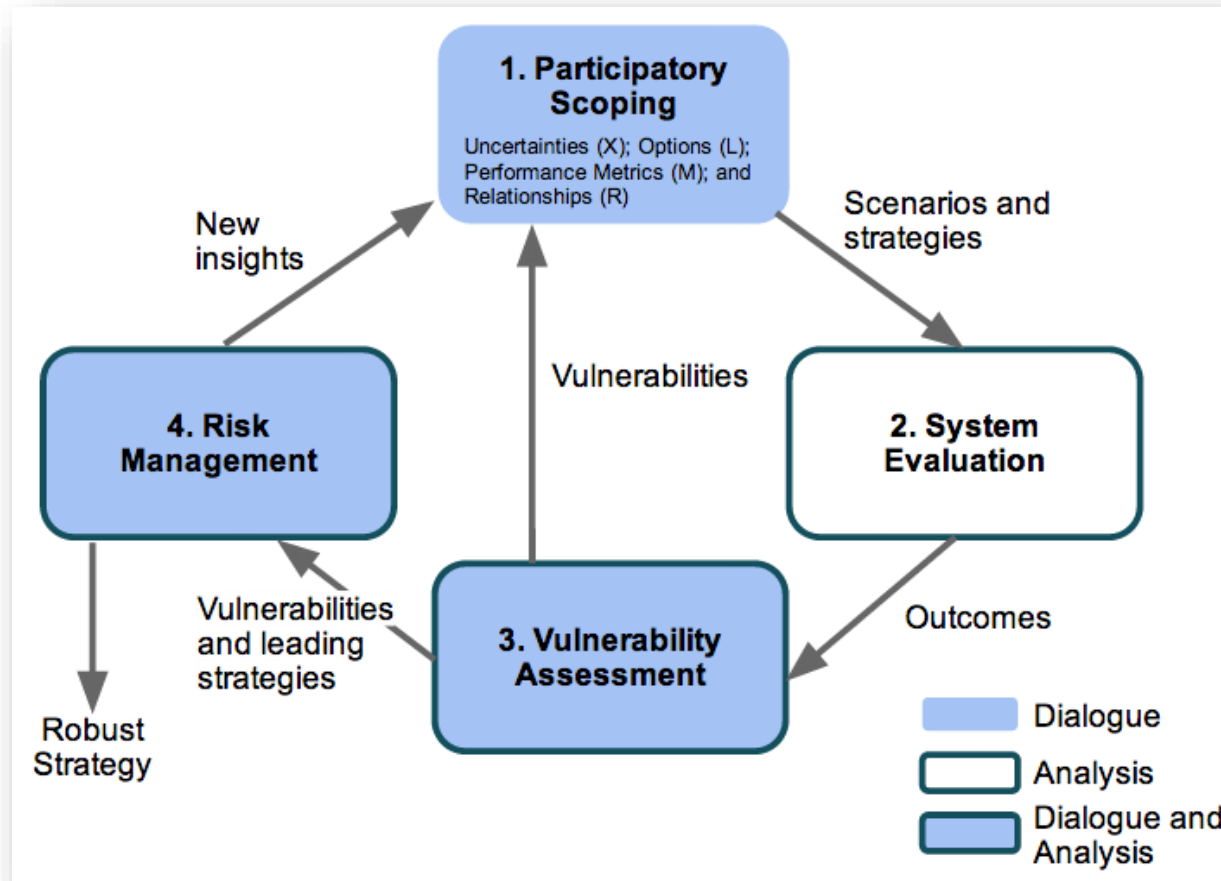 1. Participatory
Scoping
Uncertainties (X); Options (L);
Performance Metrics (M); and
Relationships (R)
New
insights
Scenarios and
strategies
Vulnerabilities
4. Risk
Management
2. System
Evaluation
Vulnerabilities
and leading
strategies
3. Vulnerability
Assessment
Outcomes
Robust
Strategy
Dialogue
Analysis
Dialogue and
Analysis